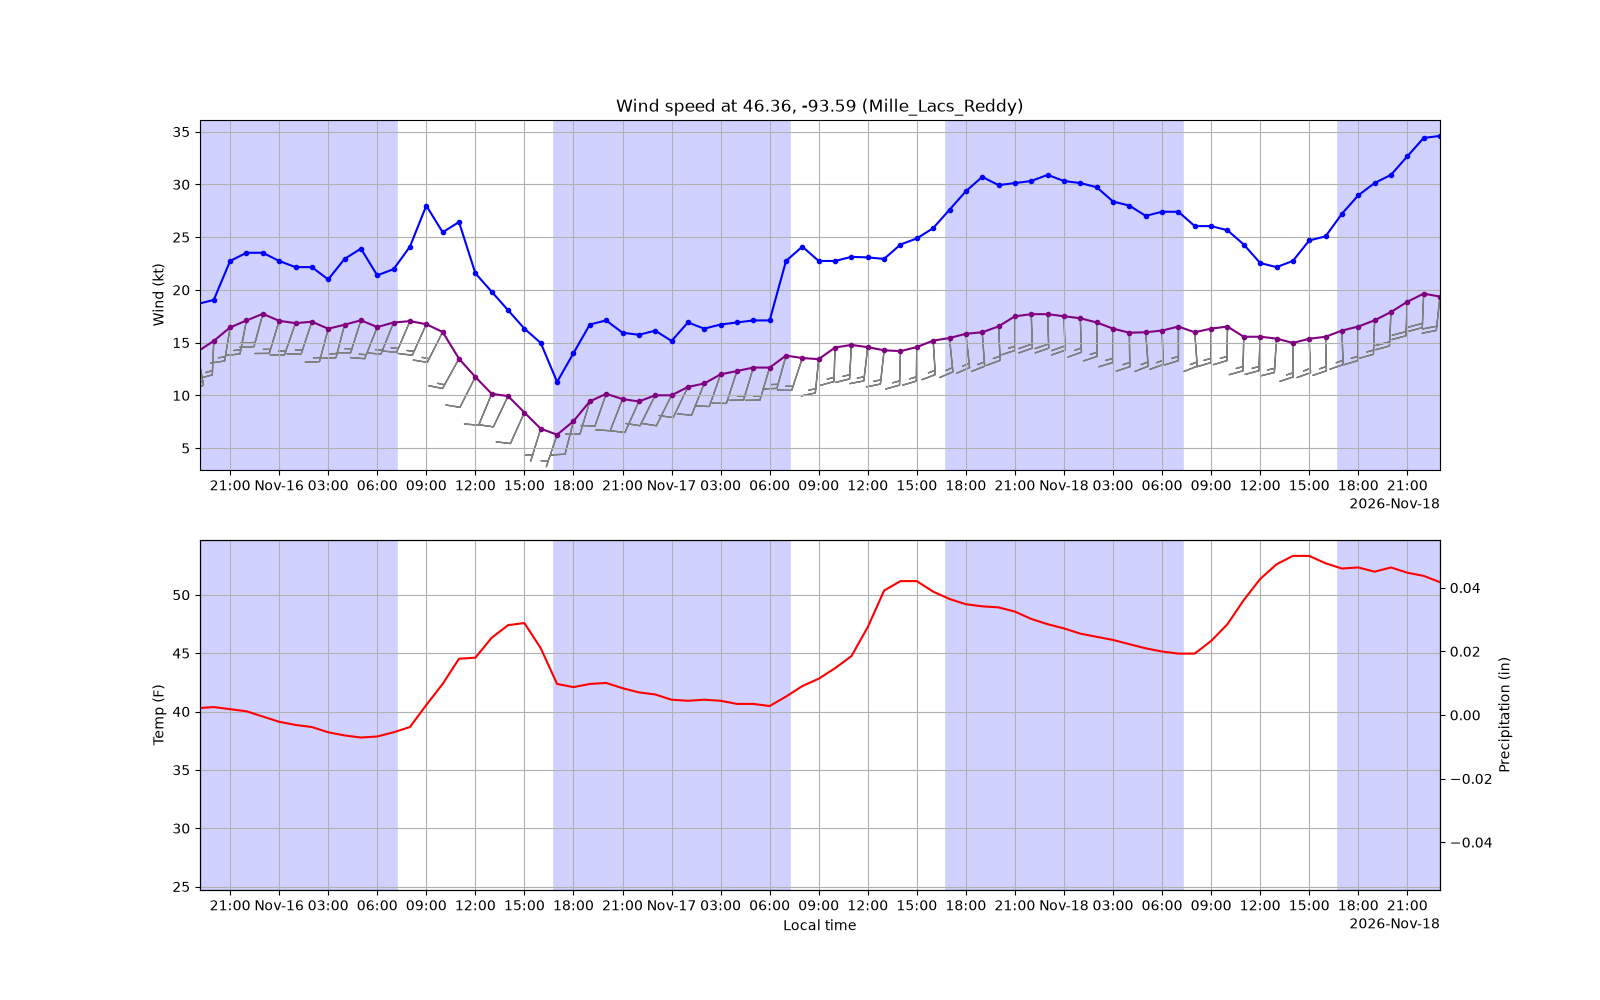 Wind speed at 46.36, -93.59 (Mille_Lacs_Reddy)
35
30
25
20
15
10
5
Wind (kt)
21:00 Nov-16 03:00 06:00 09:00 12:00 15:00 18:00 21:00 Nov-17 03:00 06:00 09:00 12:00 15:00 18:00 21:00 Nov-18 03:00 06:00 09:00 12:00 15:00 18:00 21:00
2026-Nov-18
50
45
40
35
30
25
Temp (F)
0.04
0.02
0.00
−0.02
−0.04
Precipitation (in)
21:00 Nov-16 03:00 06:00 09:00 12:00 15:00 18:00 21:00 Nov-17 03:00 06:00 09:00 12:00 15:00 18:00 21:00 Nov-18 03:00 06:00 09:00 12:00 15:00 18:00 21:00
Local time
2026-Nov-18